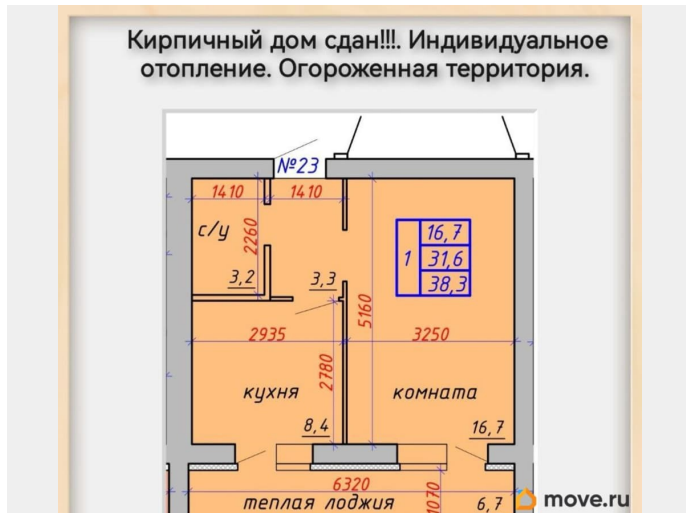 Кирпичный дом сдан!!!. Индивидуальное
отопление. Огороженная территория.
№23
1410 1410
с/у
2260
3,2
3,3
16,7
1 31,6
38,3
5160
2935
3250
2780
кухня
комната
8,4
16,7
6320
теплая лоджия
1070
6,7
move.ru